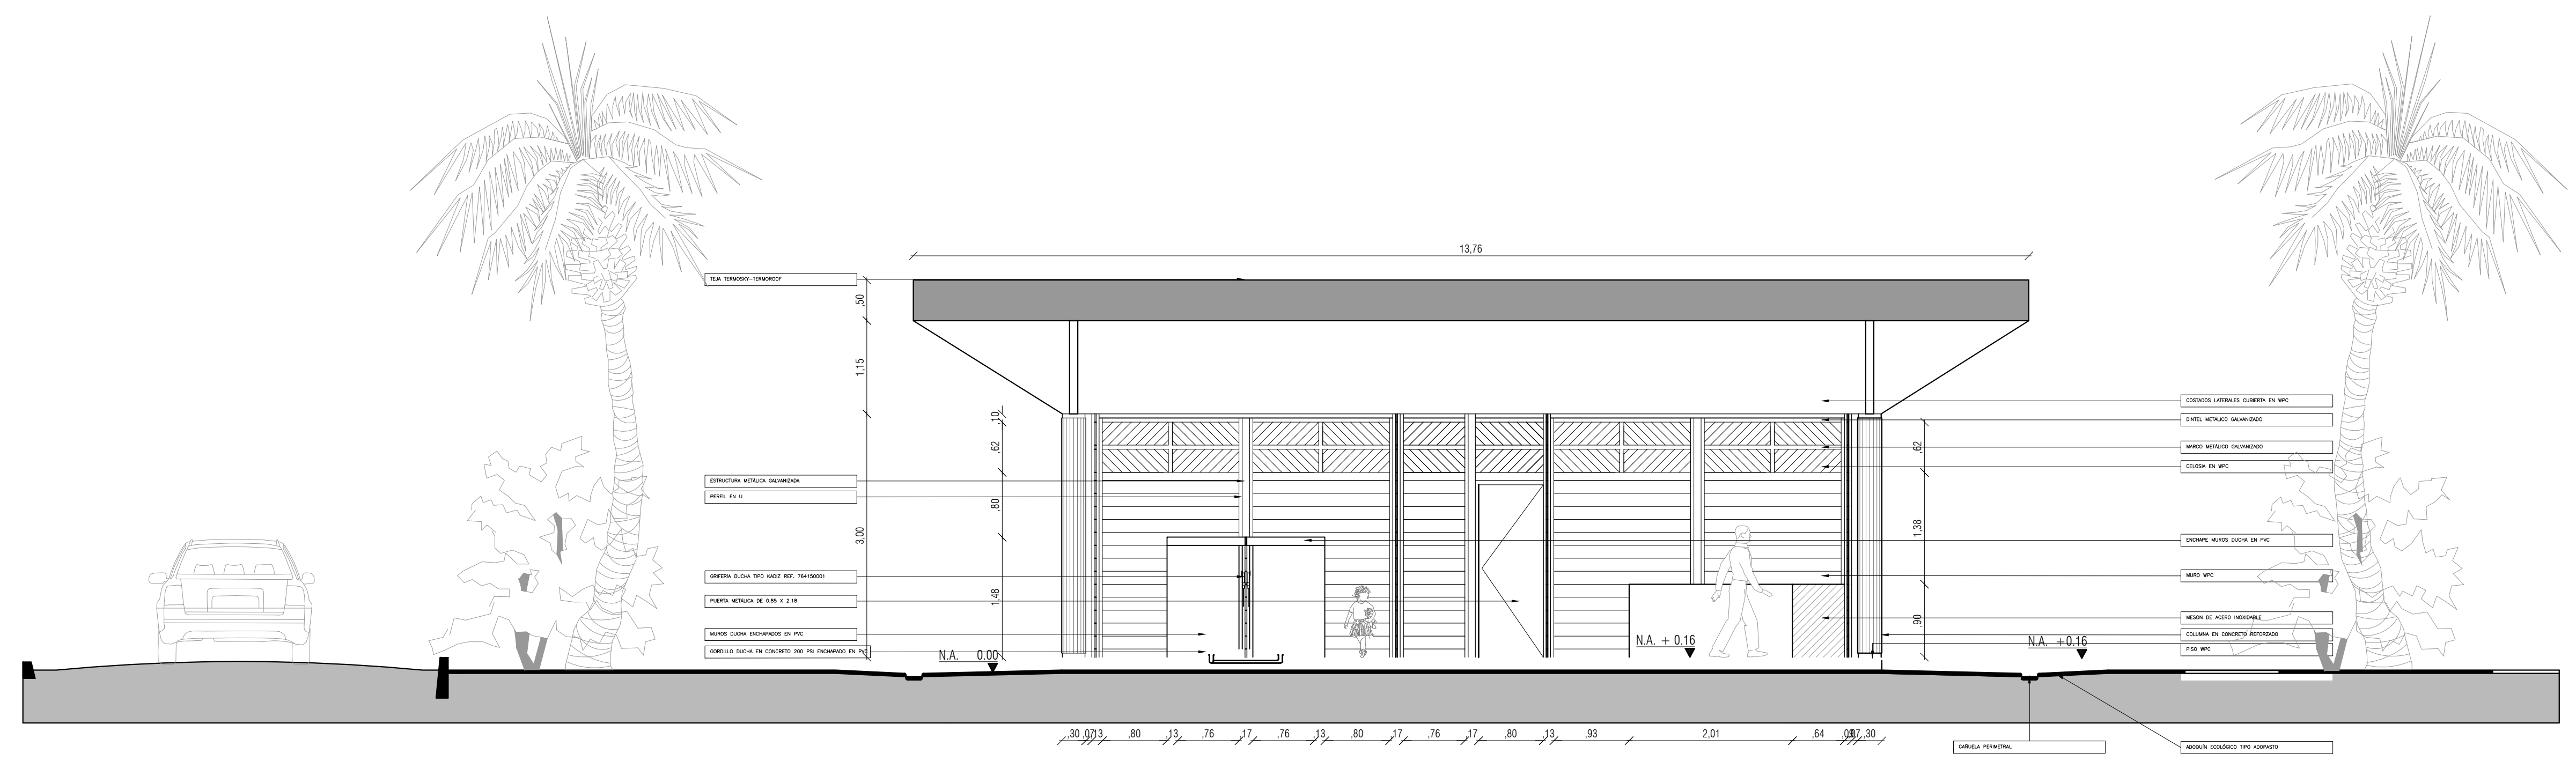 13,76
TEJA TERMOSKY-TERMOROOF
,50
1,15
3,00
ESTRUCTURA METÁLICA GALVANIZADA
PERFIL EN U
GRIFERÍA DUCHA TIPO KADIZ REF. 764150001
PUERTA METÁLICA DE 0.85 X 2.18
MUROS DUCHA ENCHAPADOS EN PVC
GORDILLO DUCHA EN CONCRETO 200 PSI ENCHAPADO EN PVC
,10
,62
,80
1,48
N.A. 0.00
N.A. + 0.16
N.A. +0.16
,62
1,38
,90
COSTADOS LATERALES CUBIERTA EN WPC
DINTEL METÁLICO GALVANIZADO
MARCO METÁLICO GALVANIZADO
CELOSIA EN WPC
ENCHAPE MUROS DUCHA EN PVC
MURO WPC
MESON DE ACERO INOXIDABLE
COLUMNA EN CONCRETO REFORZADO
PISO WPC
,30 ,07 ,13 ,80 ,13 ,76 ,17 ,76 ,13 ,80 ,17 ,76 ,17 ,80 ,13 ,93 2,01 ,64 ,30
CAÑUELA PERIMETRAL
ADOQUÍN ECOLÓGICO TIPO ADOPASTO